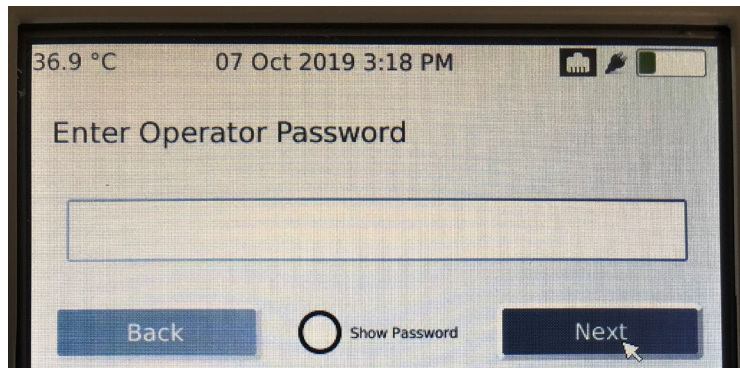 36.9 °C 07 Oct 2019 3:18 PM
Enter Operator Password
Back Show Password Next